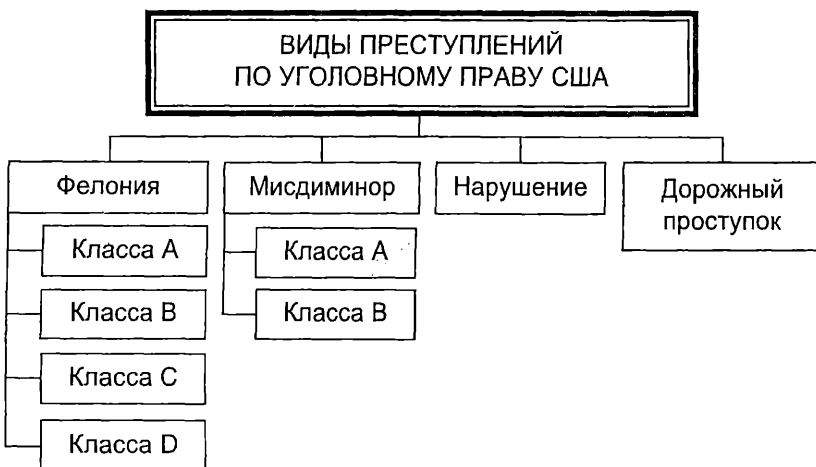 ВИДЫ ПРЕСТУПЛЕНИЙ
ПО УГОЛОВНОМУ ПРАВУ США
Фелония
Класса A
Класса B
Класса C
Класса D
Мисдиминор
Класса A
Класса B
Нарушение
Дорожный
проступок